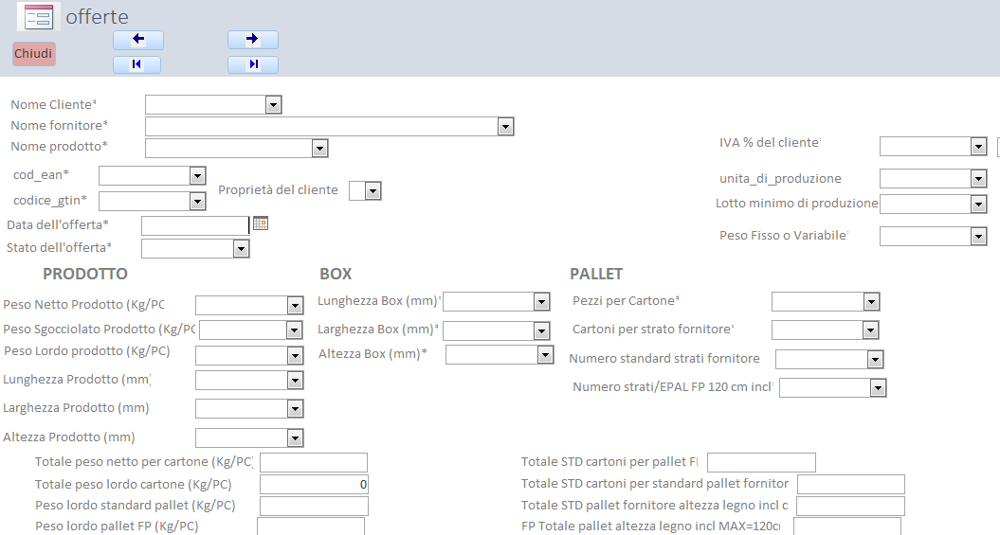 offerte
Chiudi
Nome Cliente*
Nome fornitore*
Nome prodotto*
IVA % del cliente*
cod_ean*
unita_di_produzione
Proprietà del cliente
codice_gtin*
Lotto minimo di produzione
Data dell'offerta*
Peso Fisso o Variabile*
Stato dell'offerta*
PRODOTTO BOX PALLET
Peso Netto Prodotto (Kg/PC Lunghezza Box (mm)* Pezzi per Cartone*
Peso Sgocciolato Prodotto (Kg/PC Larghezza Box (mm)* Cartoni per strato fornitore*
Peso Lordo prodotto (Kg/PC) Altezza Box (mm)* Numero standard strati fornitore
Lunghezza Prodotto (mm) Numero strati/EPAL FP 120 cm incl*
Larghezza Prodotto (mm)
Altezza Prodotto (mm)
Totale peso netto per cartone (Kg/PC) Totale STD cartoni per pallet
Totale peso lordo cartone (Kg/PC) 0 Totale STD cartoni per standard pallet fornitor
Peso lordo standard pallet (Kg/PC) Totale STD pallet fornitore altezza legno incl
Peso lordo pallet FP (Kg/PC) FP Totale pallet altezza legno incl MAX=120c